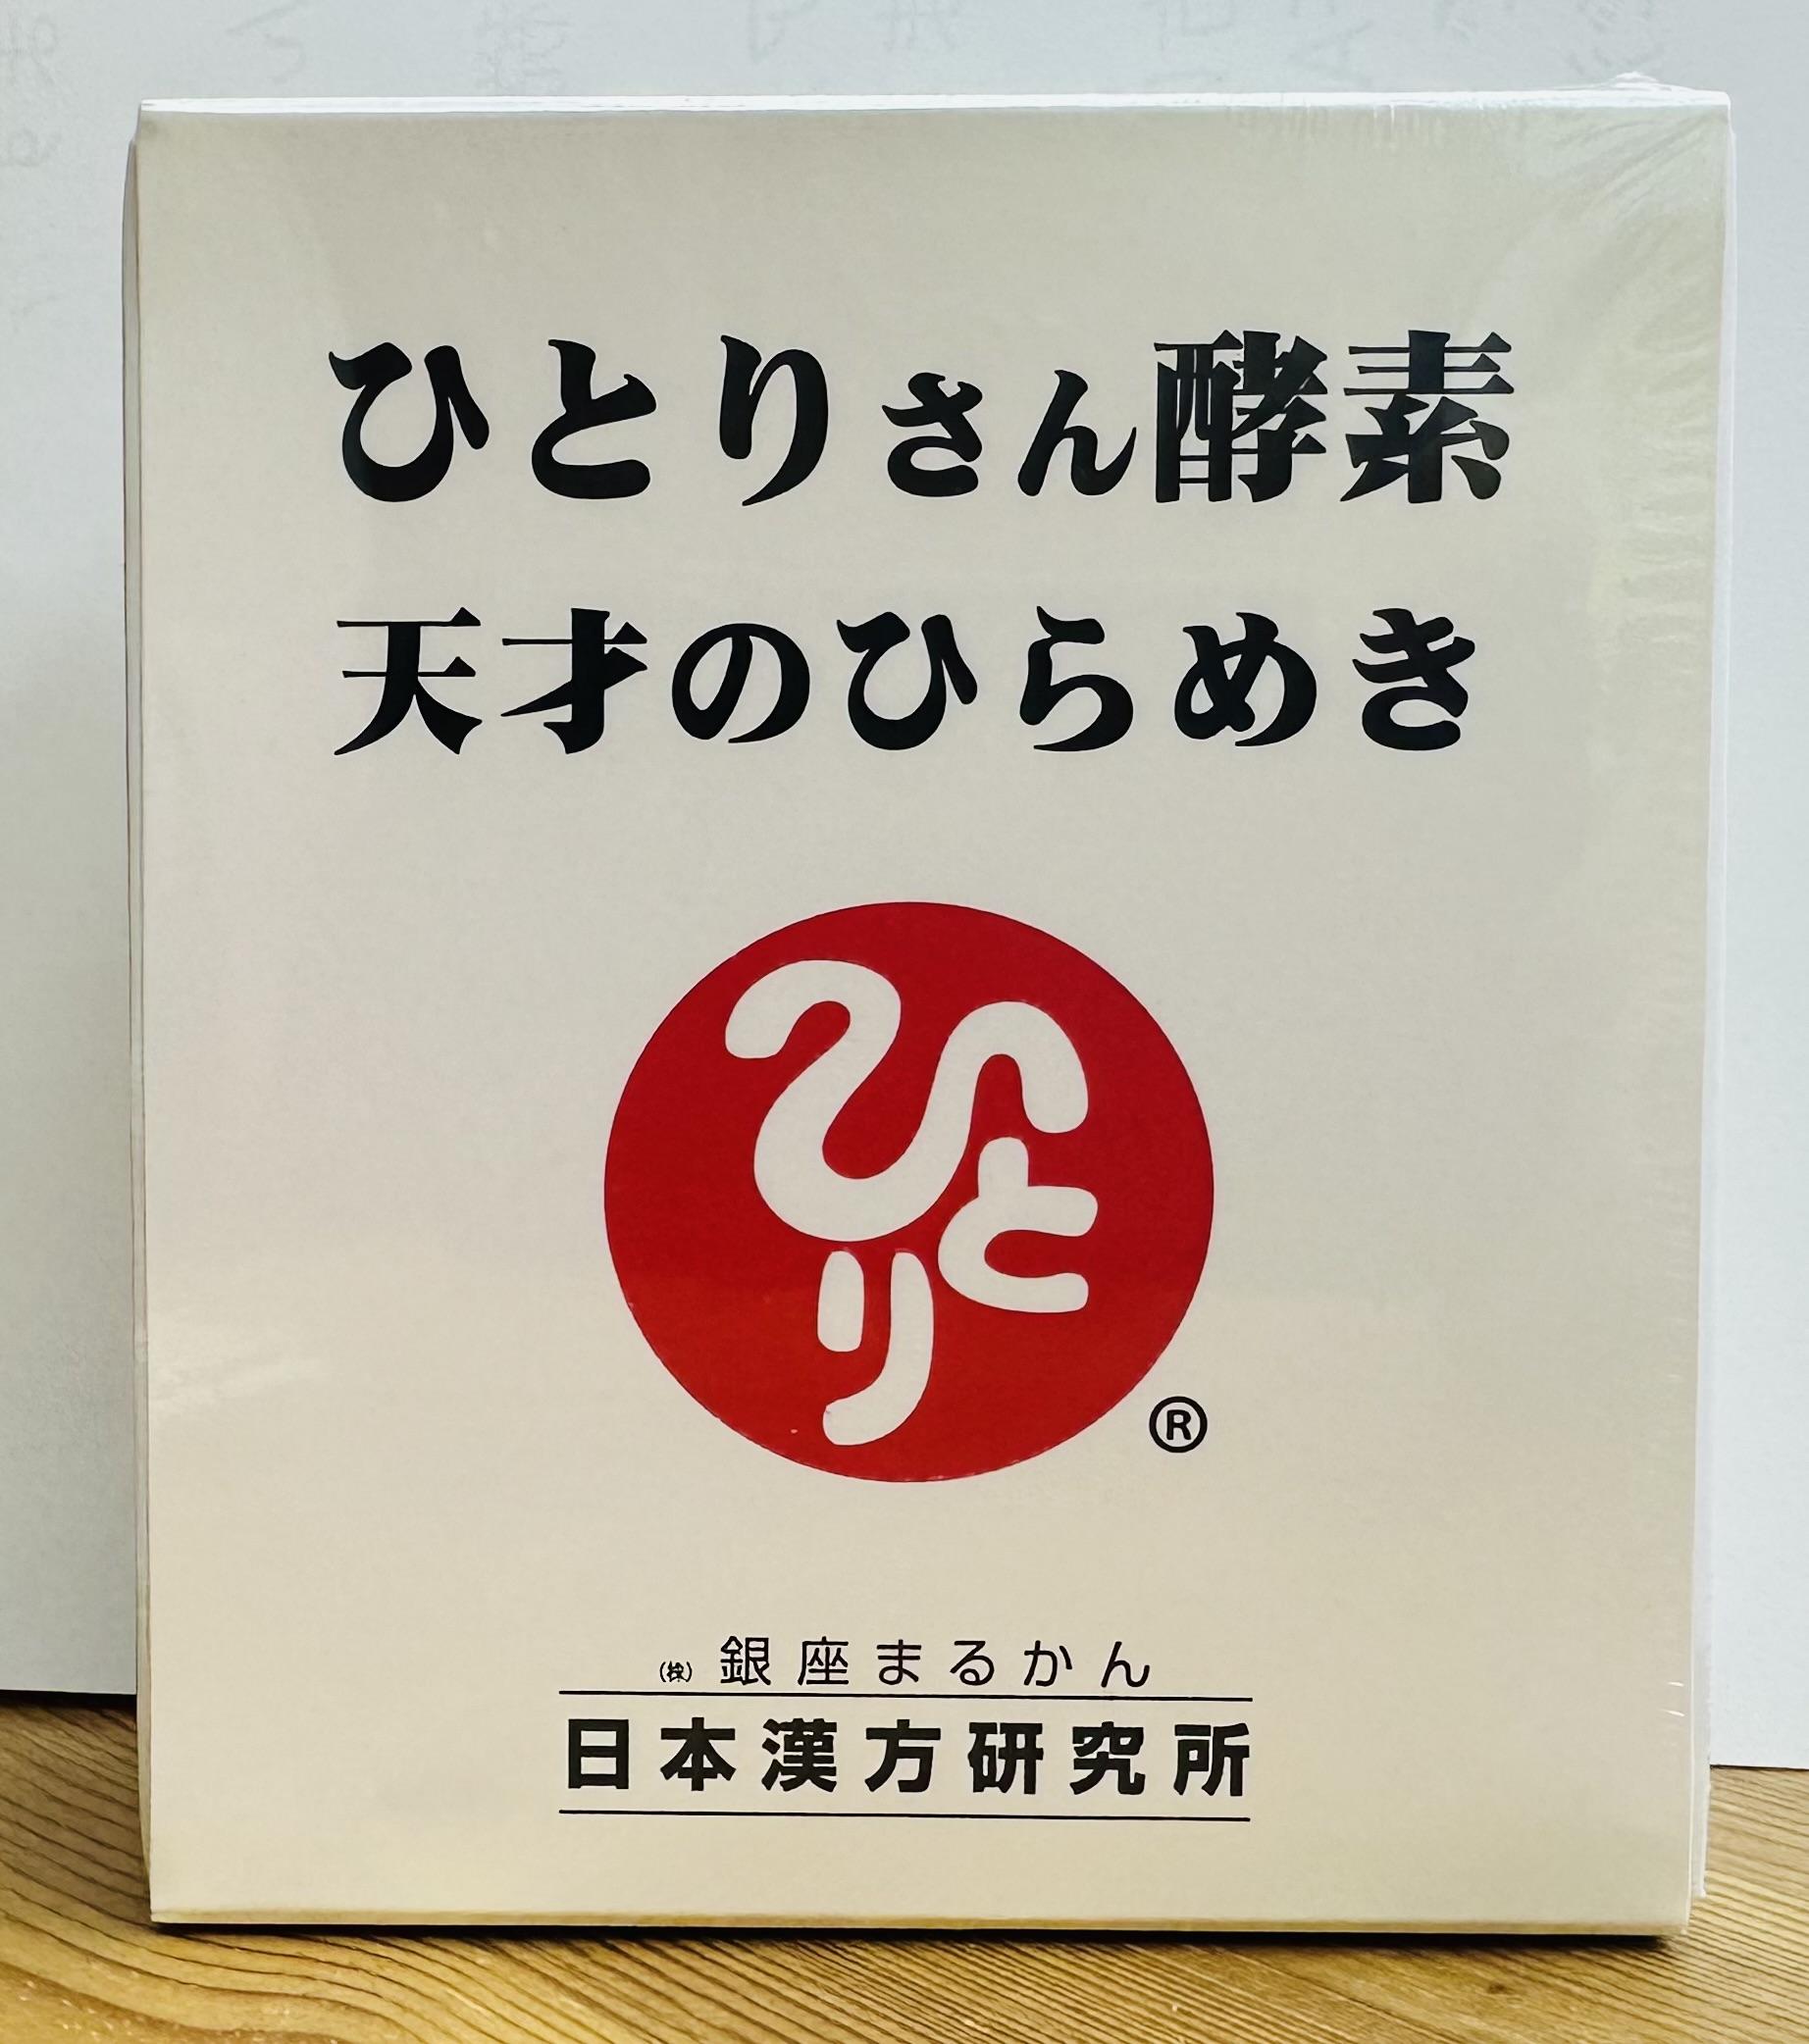 ひとりさん酵素
天才のひらめき
ひとり
®
㈱ 銀座まるかん
日本漢方研究所